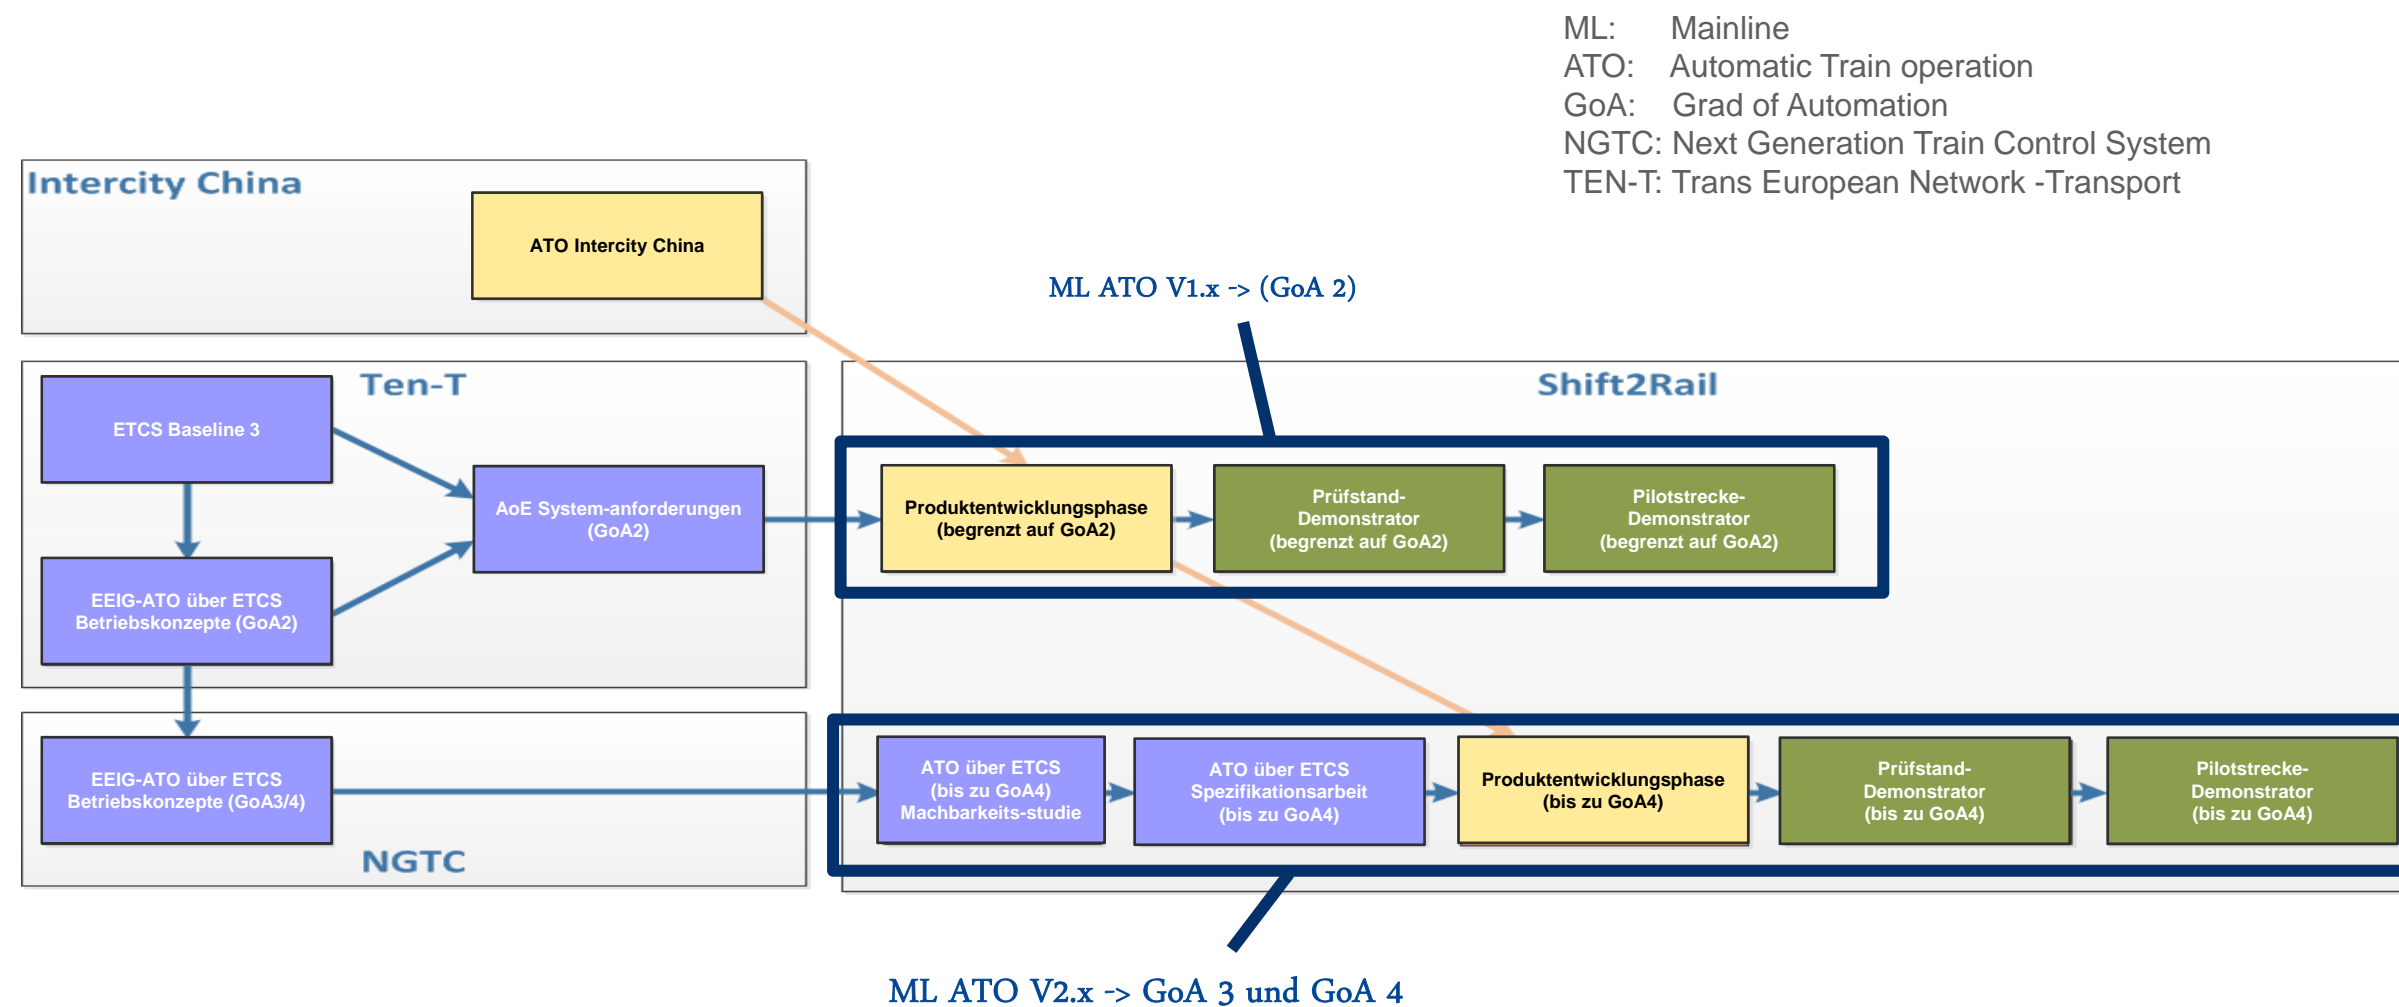 ML: Mainline
ATO: Automatic Train operation
GoA: Grad of Automation
NGTC: Next Generation Train Control System
TEN-T: Trans European Network -Transport
Intercity China
ATO Intercity China
ML ATO V1.x -> (GoA 2)
Ten-T
ETCS Baseline 3
AoE System-anforderungen
(GoA2)
EEIG-ATO über ETCS
Betriebskonzepte (GoA2)
Shift2Rail
Produktentwicklungsphase
(begrenzt auf GoA2)
Prüfstand-
Demonstrator
(begrenzt auf GoA2)
Pilotstrecke-
Demonstrator
(begrenzt auf GoA2)
EEIG-ATO über ETCS
Betriebskonzepte (GoA3/4)
NGTC
ATO über ETCS
(bis zu GoA4)
Machbarkeits-studie
ATO über ETCS
Spezifikationsarbeit
(bis zu GoA4)
Produktentwicklungsphase
(bis zu GoA4)
Prüfstand-
Demonstrator
(bis zu GoA4)
Pilotstrecke-
Demonstrator
(bis zu GoA4)
ML ATO V2.x -> GoA 3 und GoA 4